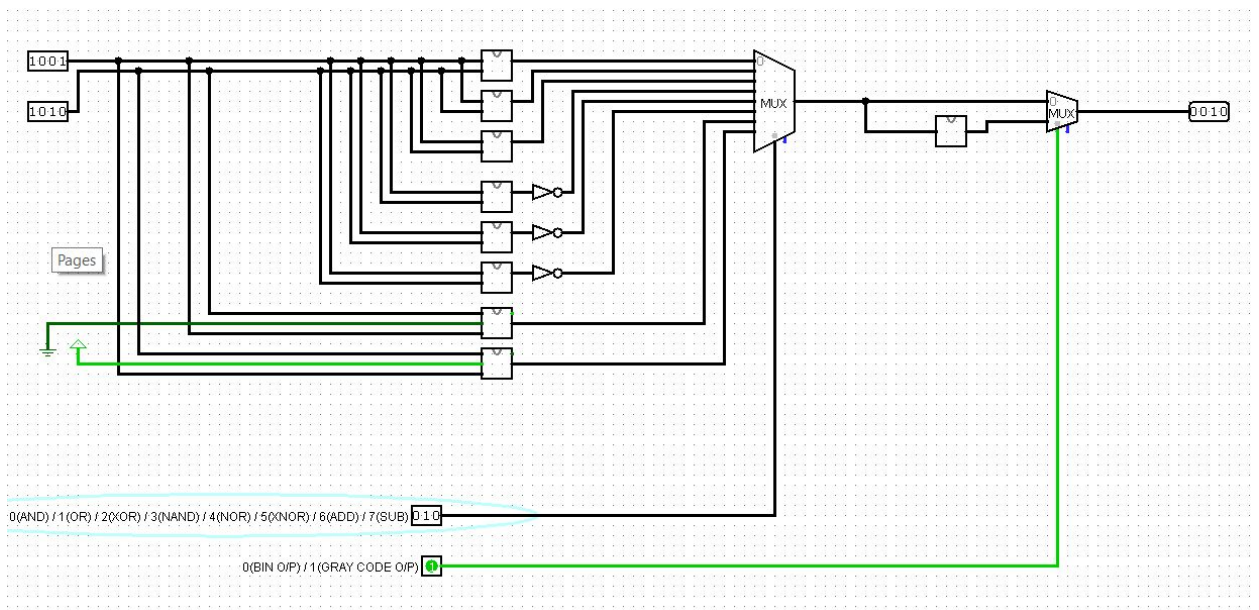 1001
0
1010
MUX
0
MUX
0010
Pages
0(AND) / 1(OR) / 2(XOR) / 3(NAND) / 4(NOR) / 5(XNOR) / 6(ADD) / 7(SUB) 010
0(BIN O/P) / 1(GRAY CODE O/P) 1